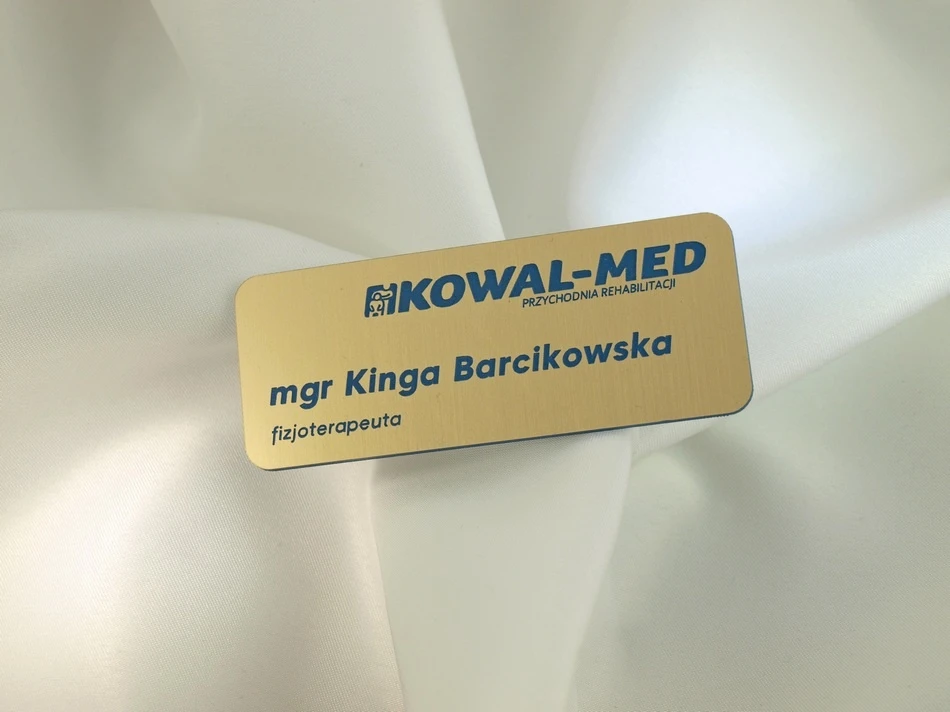 KOWAL-MED
PRZYCHODNIA REHABILITACJI
mgr Kinga Barcikowska
fizjoterapeuta